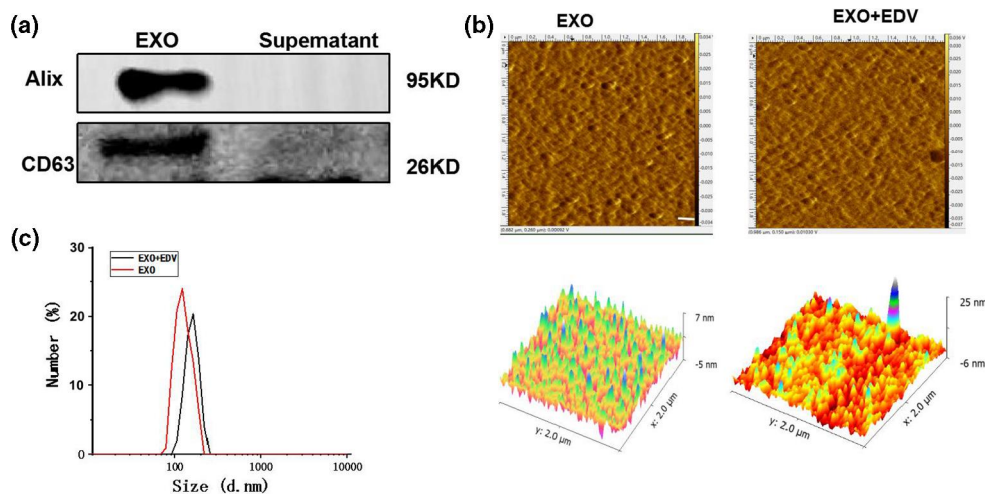 (a)
EXO Supematant
Alix 95KD
CD63 26KD
(b)
EXO
EXO+EDV
7 nm
-5 nm
y: 2.0 µm
x: 2.0 µm
25 nm
-6 nm
y: 2.0 µm
x: 2.0 µm
(c)
EXO+EDV
EXO
30
20
10
0
Number (%)
100 1000 10000
Size (d.nm)